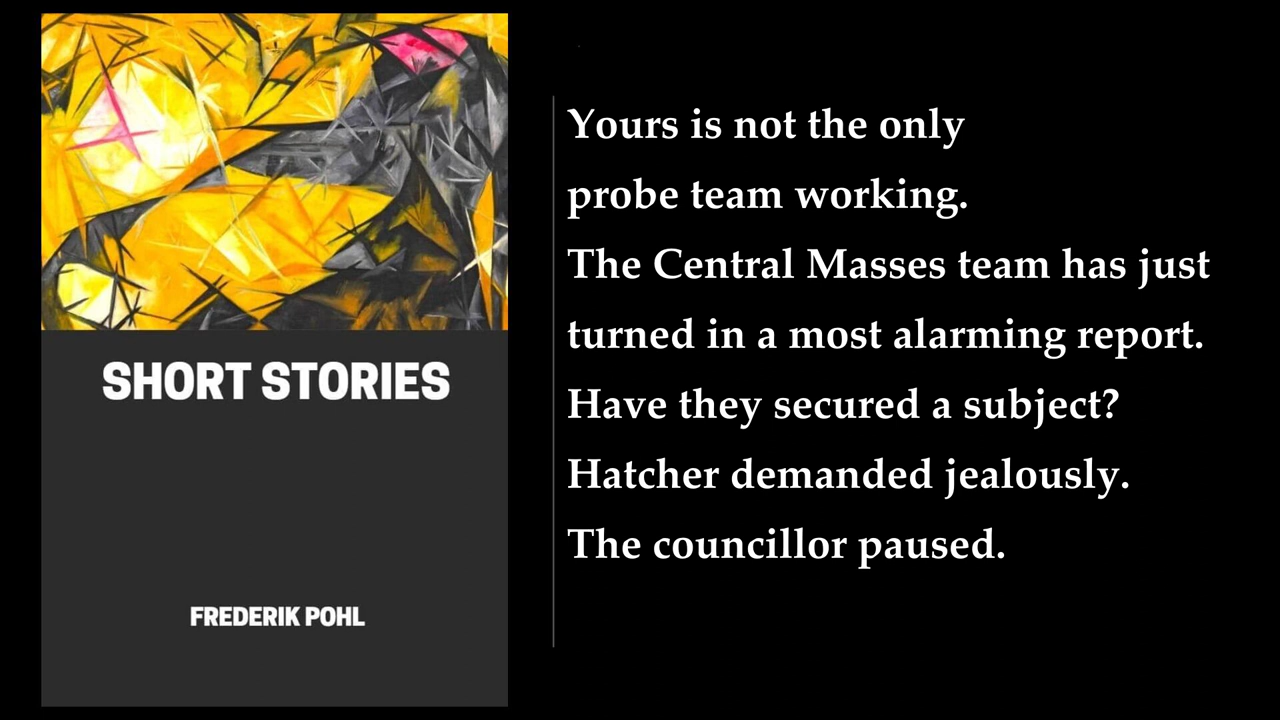 SHORT STORIES
FREDERIK POHL
Yours is not the only
probe team working.
The Central Masses team has just
turned in a most alarming report.
Have they secured a subject?
Hatcher demanded jealously.
The councillor paused.